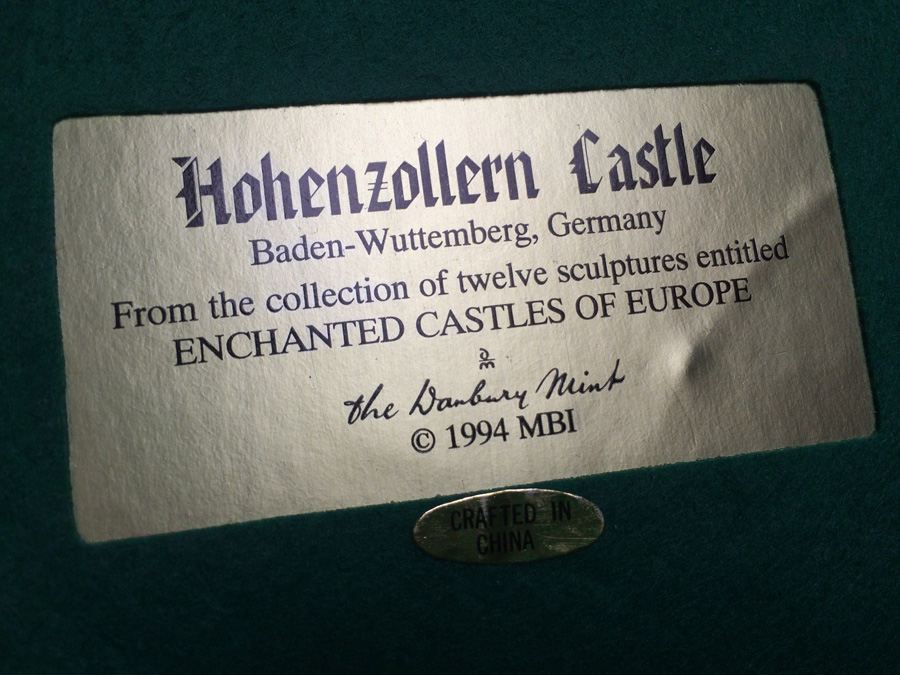 Hohenzollern Castle
Baden-Wuttemberg, Germany
From the collection of twelve sculptures entitled
ENCHANTED CASTLES OF EUROPE
DM
the Danbury Mint
© 1994 MBI
CRAFTED IN
CHINA